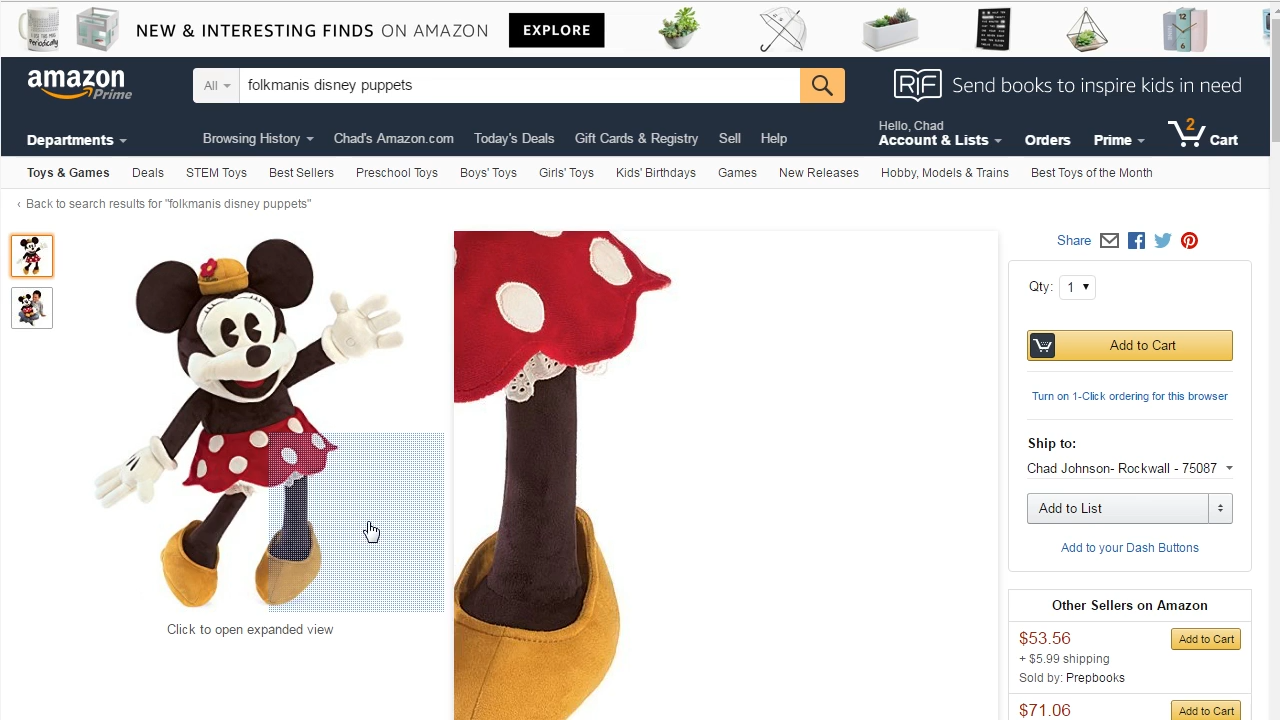 periodically
NEW & INTERESTING FINDS ON AMAZON
EXPLORE
amazon
Prime
All
folkmanis disney puppets
RIF
Send books to inspire kids in need
Departments
Browsing History
Chad's Amazon.com
Today's Deals
Gift Cards & Registry
Sell
Help
Hello, Chad
Account & Lists
Orders
Prime
2
Cart
Toys & Games
Deals
STEM Toys
Best Sellers
Preschool Toys
Boys' Toys
Girls' Toys
Kids' Birthdays
Games
New Releases
Hobby, Models & Trains
Best Toys of the Month
‹ Back to search results for "folkmanis disney puppets"
Share
Qty: 1
Add to Cart
Turn on 1-Click ordering for this browser
Ship to:
Chad Johnson- Rockwall - 75087
Add to List
Add to your Dash Buttons
Click to open expanded view
Other Sellers on Amazon
$53.56
Add to Cart
+ $5.99 shipping
Sold by: Prepbooks
$71.06
Add to Cart